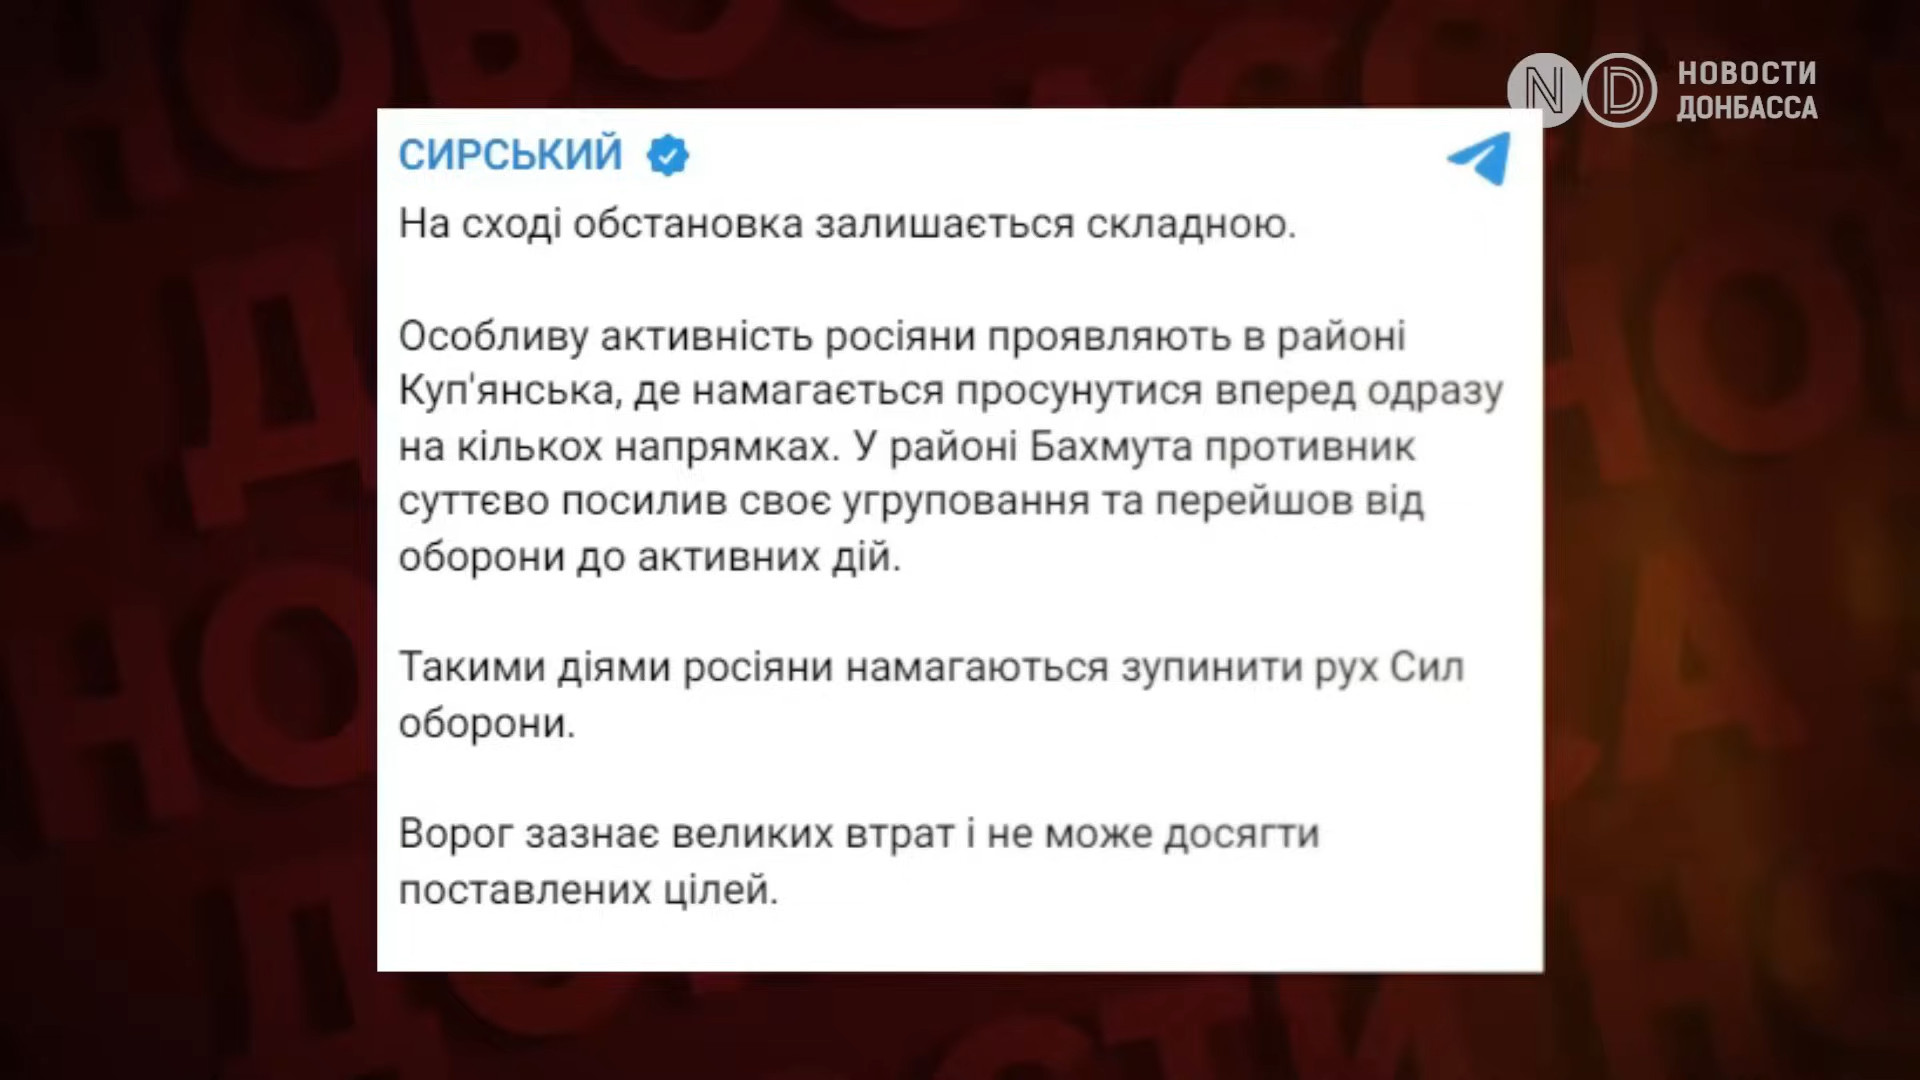 ND НОВОСТИ
ДОНБАССА
СИРСЬКИЙ
На сході обстановка залишається складною.
Особливу активність росіяни проявляють в районі
Куп'янська, де намагається просунутися вперед одразу
на кількох напрямках. У районі Бахмута противник
суттєво посилив своє угруповання та перейшов від
оборони до активних дій.
Такими діями росіяни намагаються зупинити рух Сил
оборони.
Ворог зазнає великих втрат і не може досягти
поставлених цілей.